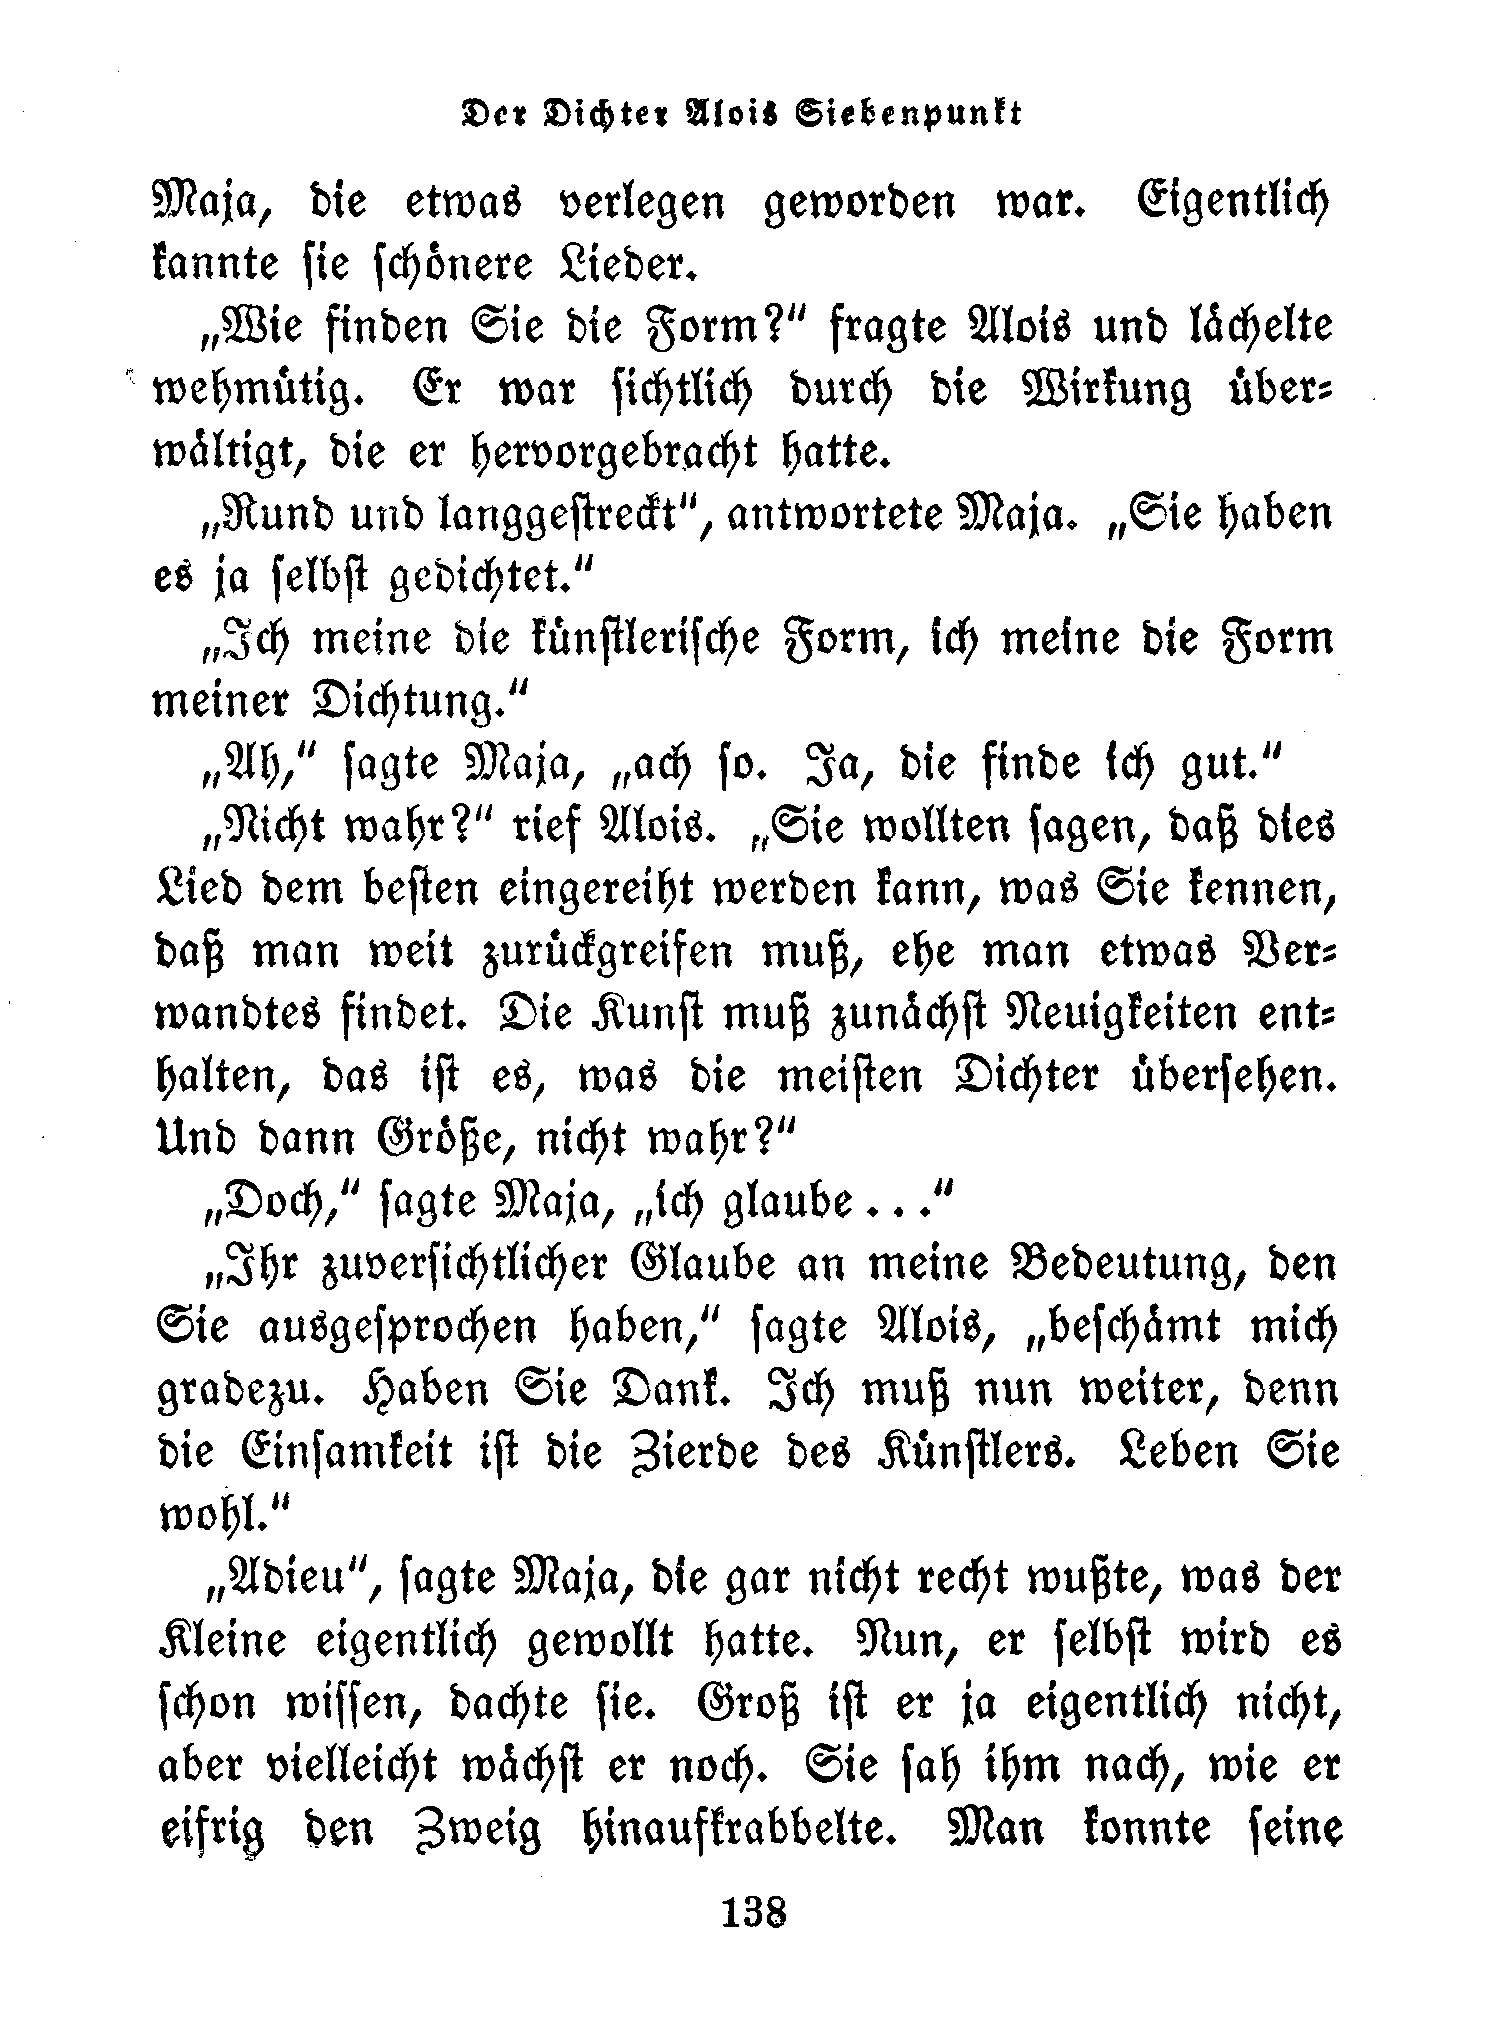 Der Dichter Alois Siebenpunkt
Maja, die etwas verlegen geworden war. Eigentlich
kannte sie schönere Lieder.
„Wie finden Sie die Form?“ fragte Alois und lächelte
wehmütig. Er war sichtlich durch die Wirkung über-
wältigt, die er hervorgebracht hatte.
„Rund und langgestreckt“, antwortete Maja. „Sie haben
es ja selbst gedichtet.“
„Ich meine die künstlerische Form, ich meine die Form
meiner Dichtung.“
„Ah,“ sagte Maja, „ach so. Ja, die finde ich gut.“
„Nicht wahr?“ rief Alois. „Sie wollten sagen, daß dies
Lied dem besten eingereiht werden kann, was Sie kennen,
daß man weit zurückgreifen muß, ehe man etwas Ver-
wandtes findet. Die Kunst muß zunächst Neuigkeiten ent-
halten, das ist es, was die meisten Dichter übersehen.
Und dann Größe, nicht wahr?“
„Doch,“ sagte Maja, „ich glaube . . .“
„Ihr zuversichtlicher Glaube an meine Bedeutung, den
Sie ausgesprochen haben,“ sagte Alois, „beschämt mich
gradezu. Haben Sie Dank. Ich muß nun weiter, denn
die Einsamkeit ist die Zierde des Künstlers. Leben Sie
wohl.“
„Adieu“, sagte Maja, die gar nicht recht wußte, was der
Kleine eigentlich gewollt hatte. Nun, er selbst wird es
schon wissen, dachte sie. Groß ist er ja eigentlich nicht,
aber vielleicht wächst er noch. Sie sah ihm nach, wie er
eifrig den Zweig hinaufkrabbelte. Man konnte seine
138